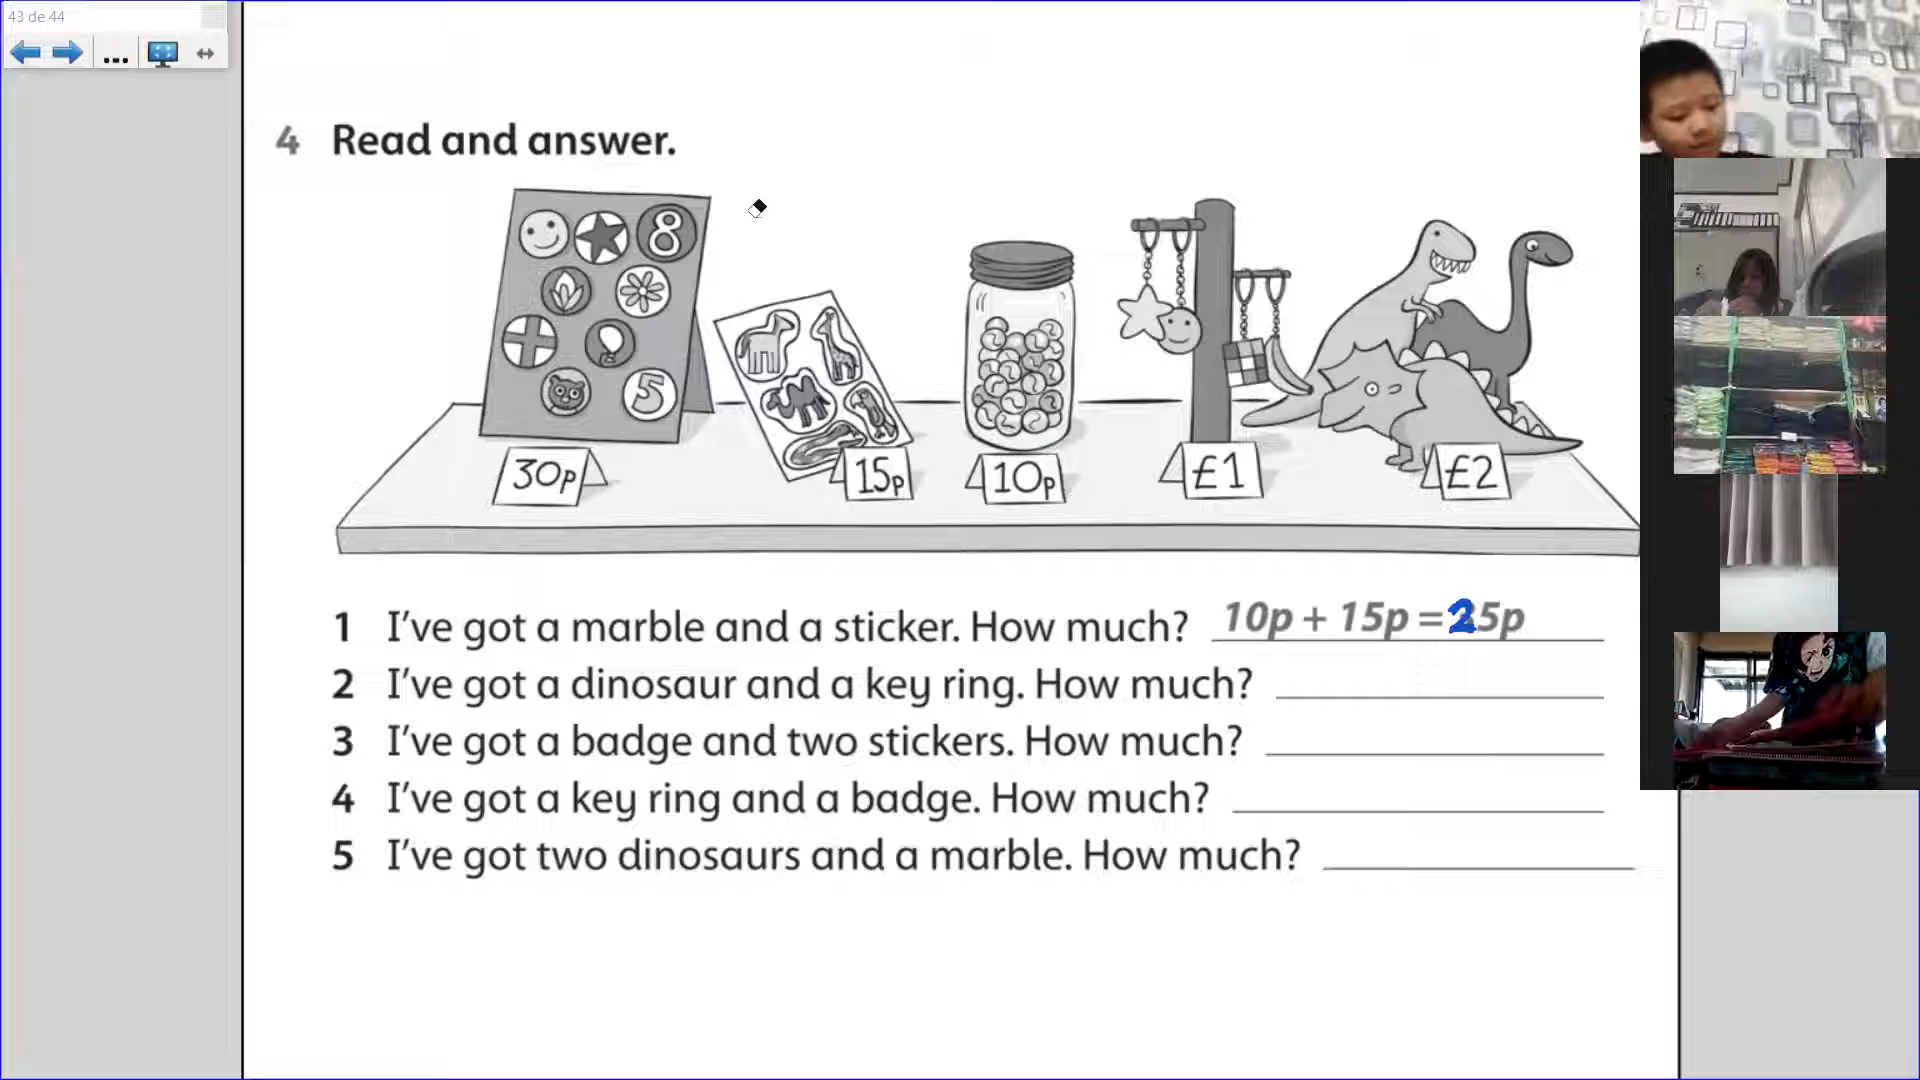 43 de 44
...
4 Read and answer.
8
5
30p
15p
10p
£1
£2
1 I've got a marble and a sticker. How much? 10p + 15p = 25p
2 I've got a dinosaur and a key ring. How much?
3 I've got a badge and two stickers. How much?
4 I've got a key ring and a badge. How much?
5 I've got two dinosaurs and a marble. How much?